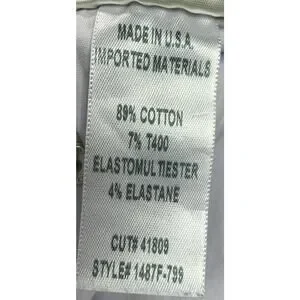 MADE IN U.S.A.
IMPORTED MATERIALS
89% COTTON
7% T400
ELASTOMULTIESTER
4% ELASTANE
CUT# 41809
STYLE# 1487F-799